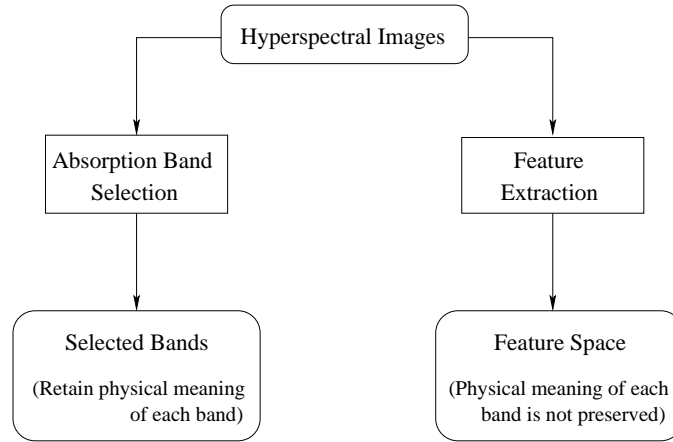 Hyperspectral Images
Absorption Band
Selection
Feature
Extraction
Selected Bands
(Retain physical meaning
of each band)
Feature Space
(Physical meaning of each
band is not preserved)